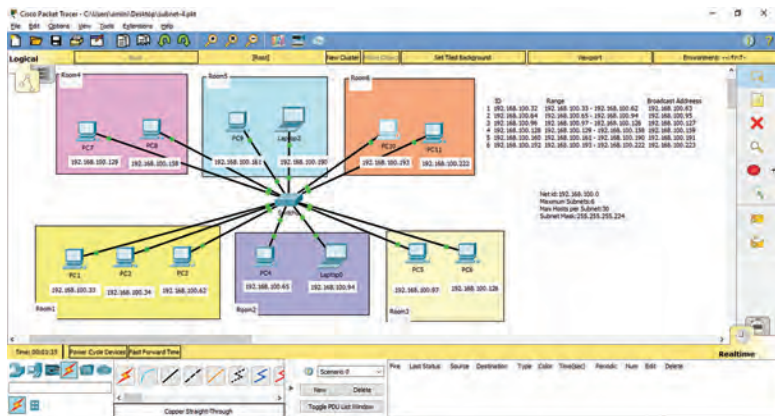 Cisco Packet Tracer - C:\Users\amini\Desktop\subnet-4.pkt
File Edit Options View Tools Extensions Help
Logical
[Root]
New Cluster
Set Tiled Background
Viewport
Room4
Room5
Room6
ID Range Broadcast Address
1 192.168.100.32 192.168.100.33 - 192.168.100.62 192.168.100.63
2 192.168.100.64 192.168.100.65 - 192.168.100.94 192.168.100.95
3 192.168.100.96 192.168.100.97 - 192.168.100.126 192.168.100.127
4 192.168.100.128 192.168.100.129 - 192.168.100.158 192.168.100.159
5 192.168.100.160 192.168.100.161 - 192.168.100.190 192.168.100.191
6 192.168.100.192 192.168.100.193 - 192.168.100.222 192.168.100.223
PC7
PC8
PC9
Laptop2
PC10
PC11
192.168.100.129
192.168.100.158
192.168.100.161
192.168.100.190
192.168.100.193
192.168.100.222
Net id: 192.168.100.0
Maximum Subnets:6
Max Hosts per Subnet:30
Subnet Mask:255.255.255.224
PC1
PC2
PC3
PC4
Laptop0
PC5
PC6
192.168.100.33
192.168.100.34
192.168.100.62
192.168.100.65
192.168.100.94
192.168.100.97
192.168.100.126
Room1
Room2
Room3
Time: 00:01:35
Power Cycle Devices
Fast Forward Time
Realtime
Scenario 0
Fire Last Status Source Destination Type Color Time(sec) Periodic Num Edit Delete
New
Delete
Toggle PDU List Window
Copper Straight-Through